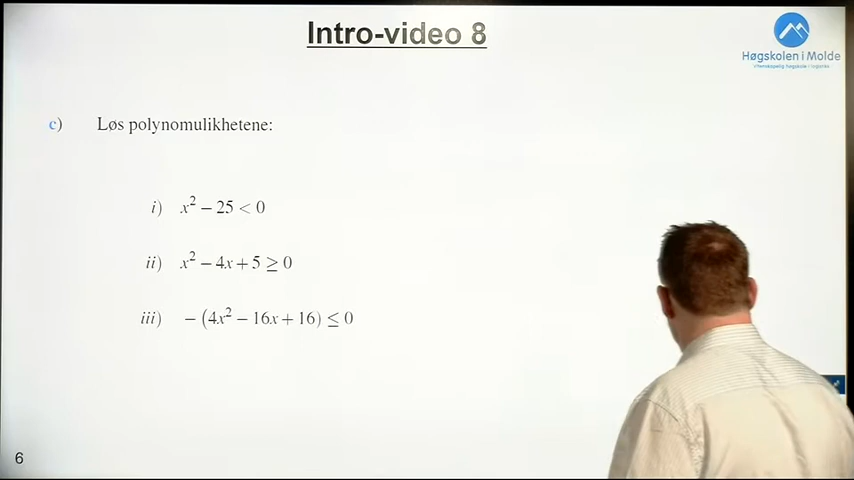 Intro-video 8
Høgskolen i Molde
c) Løs polynomulikhetene:
i) x² − 25 < 0
ii) x² − 4x + 5 ≥ 0
iii) − (4x² − 16x + 16) ≤ 0
6